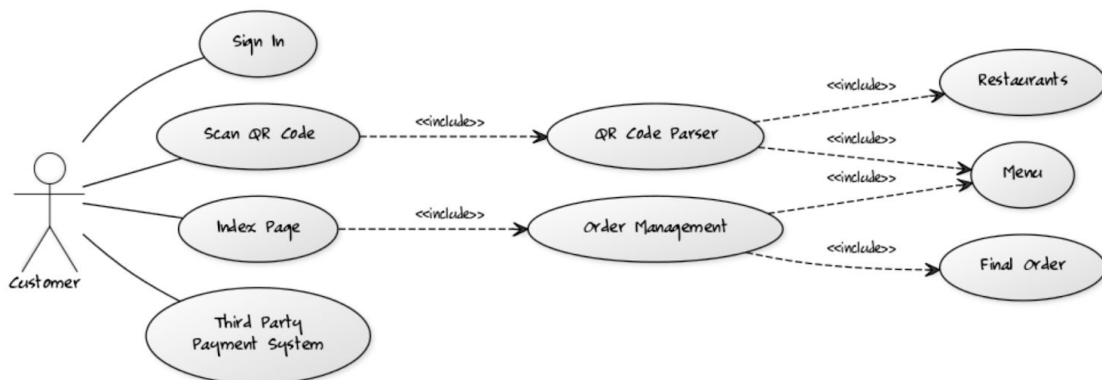 Sign In
Scan QR Code
<<include>>
QR Code Parser
<<include>>
Restaurants
<<include>>
Menu
<<include>>
Index Page
<<include>>
Order Management
<<include>>
Final Order
Customer
Third Party
Payment System